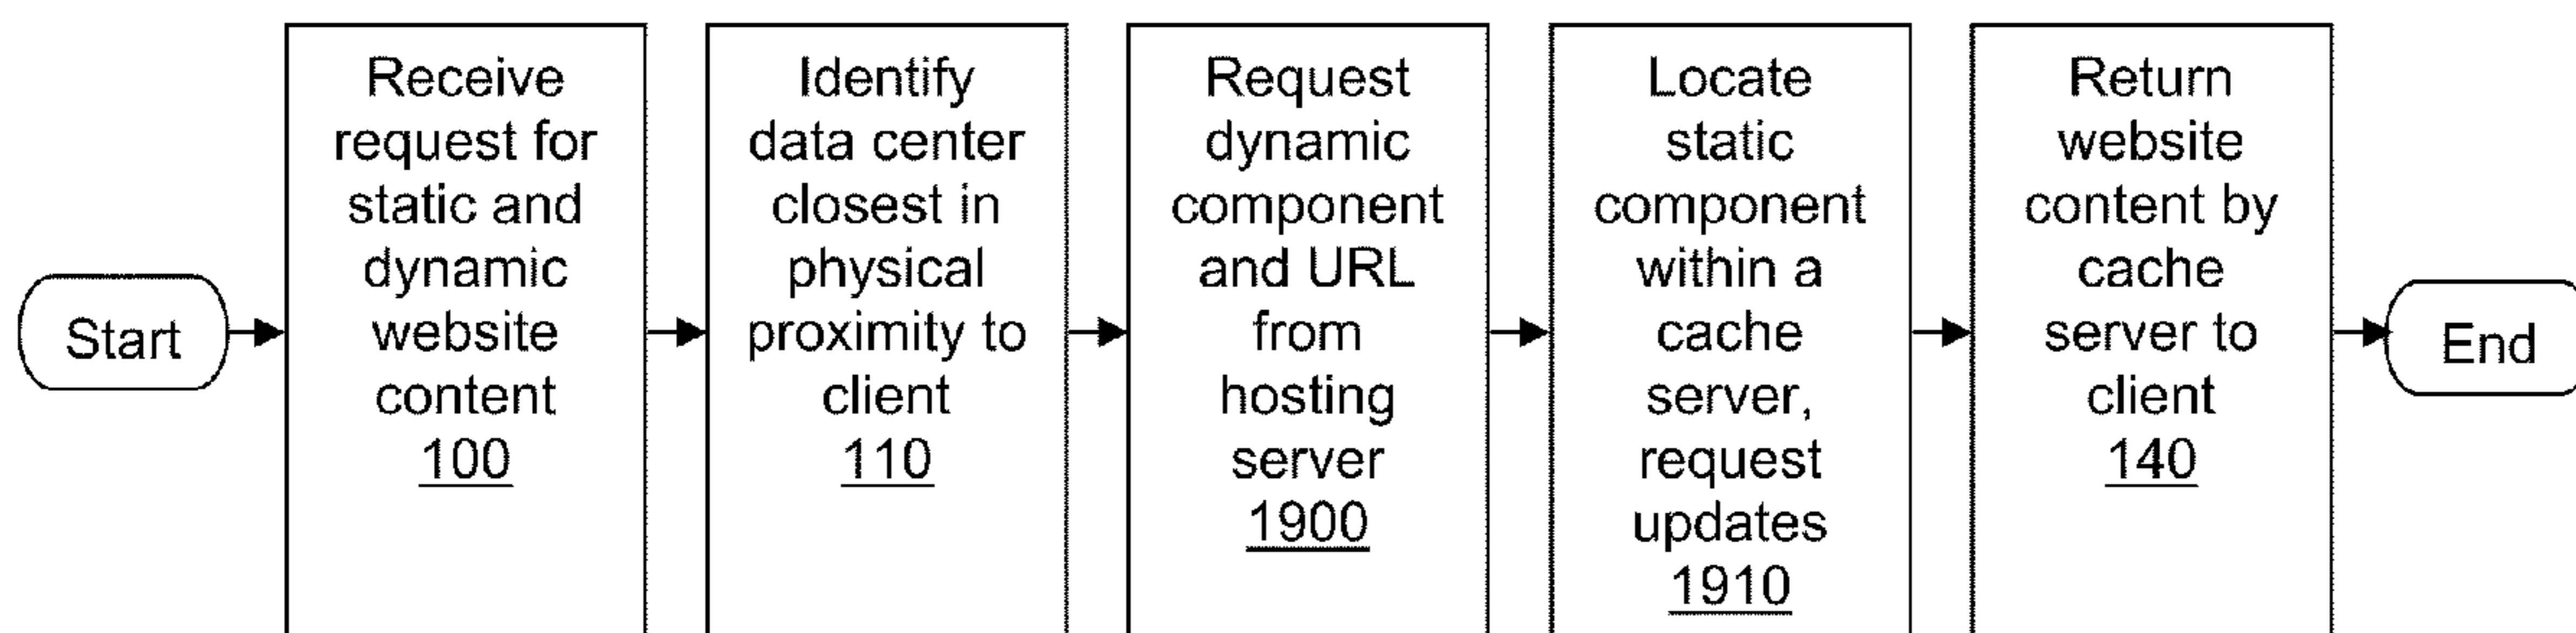 Start
Receive
request for
static and
dynamic
website
content
100
Identify
data center
closest in
physical
proximity to
client
110
Request
dynamic
component
and URL
from
hosting
server
1900
Locate
static
component
within a
cache
server,
request
updates
1910
Return
website
content by
cache
server to
client
140
End